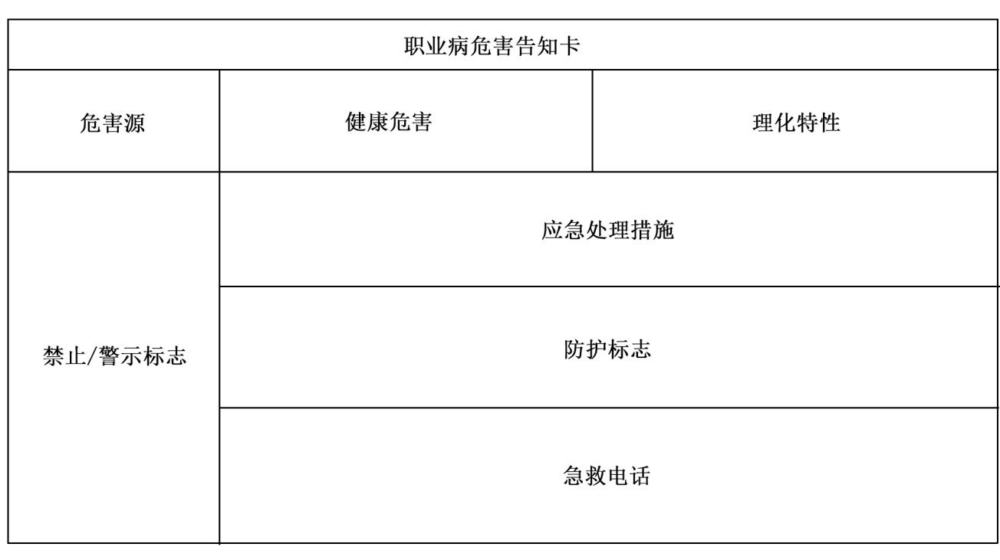 职业病危害告知卡
危害源
健康危害
理化特性
禁止/警示标志
应急处理措施
防护标志
急救电话